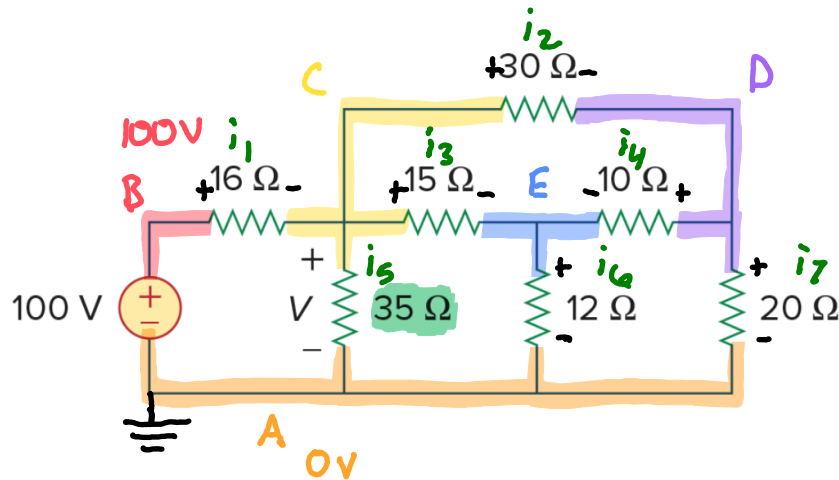 i₂
C +30 Ω- D
100V i₁ i₃ i₄
B +16 Ω- +15 Ω- E -10 Ω+
+ i₅ + i₆ + i₇
100 V + - V 35 Ω 12 Ω 20 Ω
- - -
A
0V